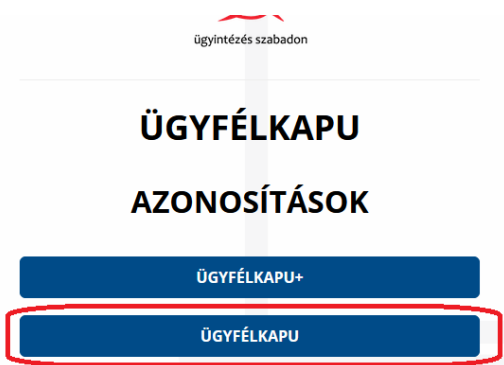 ügyintézés szabadon
ÜGYFÉLKAPU
AZONOSÍTÁSOK
ÜGYFÉLKAPU+
ÜGYFÉLKAPU